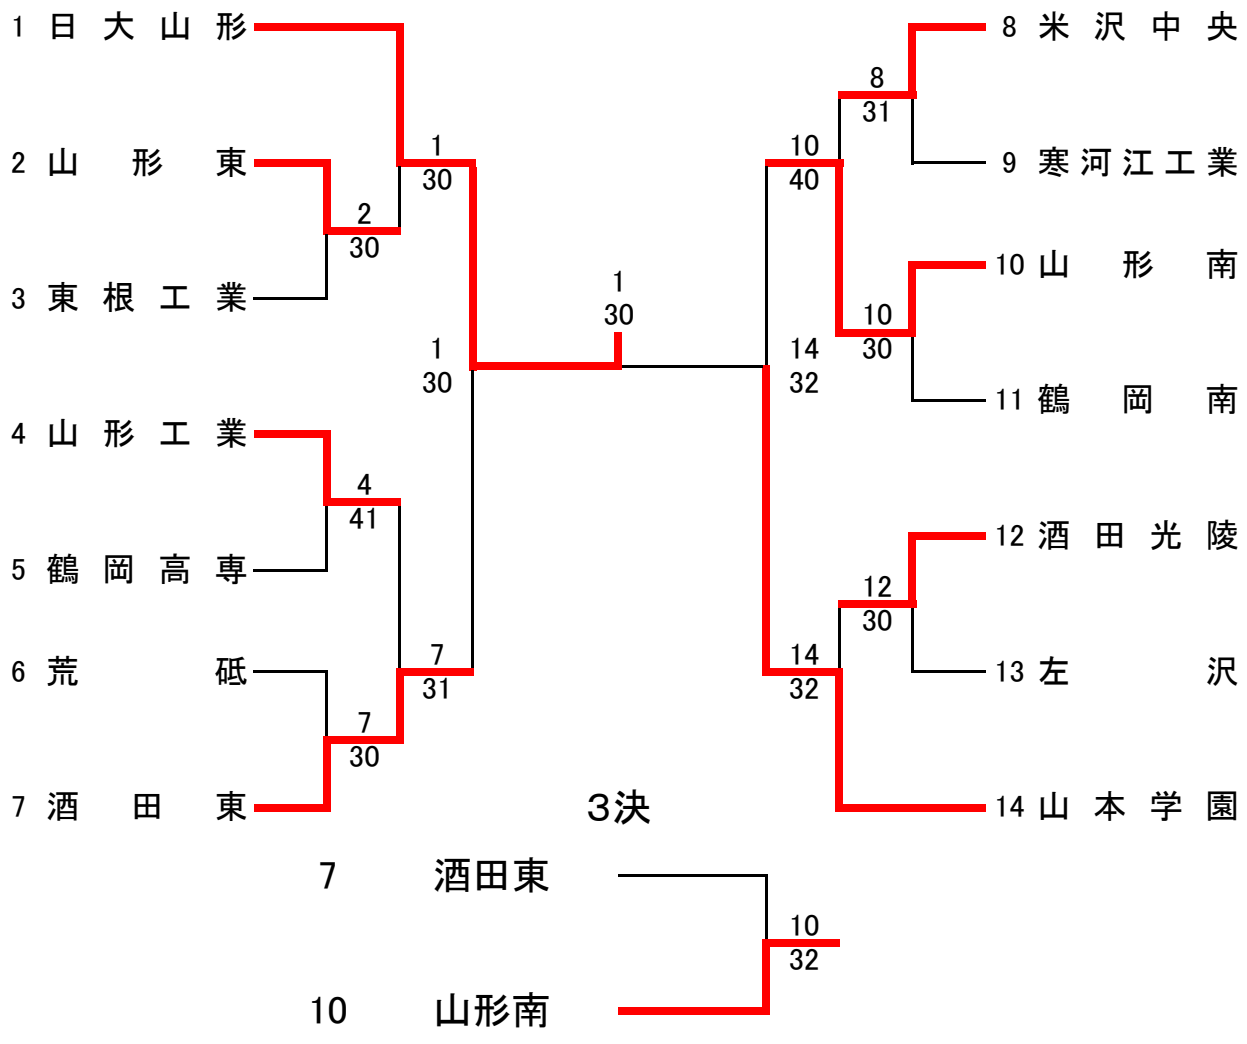 1 日大山形
8 米沢中央
8
31
1
30
10
40
2 山形東
9 寒河江工業
2
30
10 山形南
3 東根工業
1
30
10
30
1
30
14
32
11 鶴岡南
4 山形工業
4
41
12 酒田光陵
5 鶴岡高専
12
30
6 荒砥
7
31
14
32
13 左沢
7
30
7 酒田東
3決
14 山本学園
7 酒田東
10
32
10 山形南